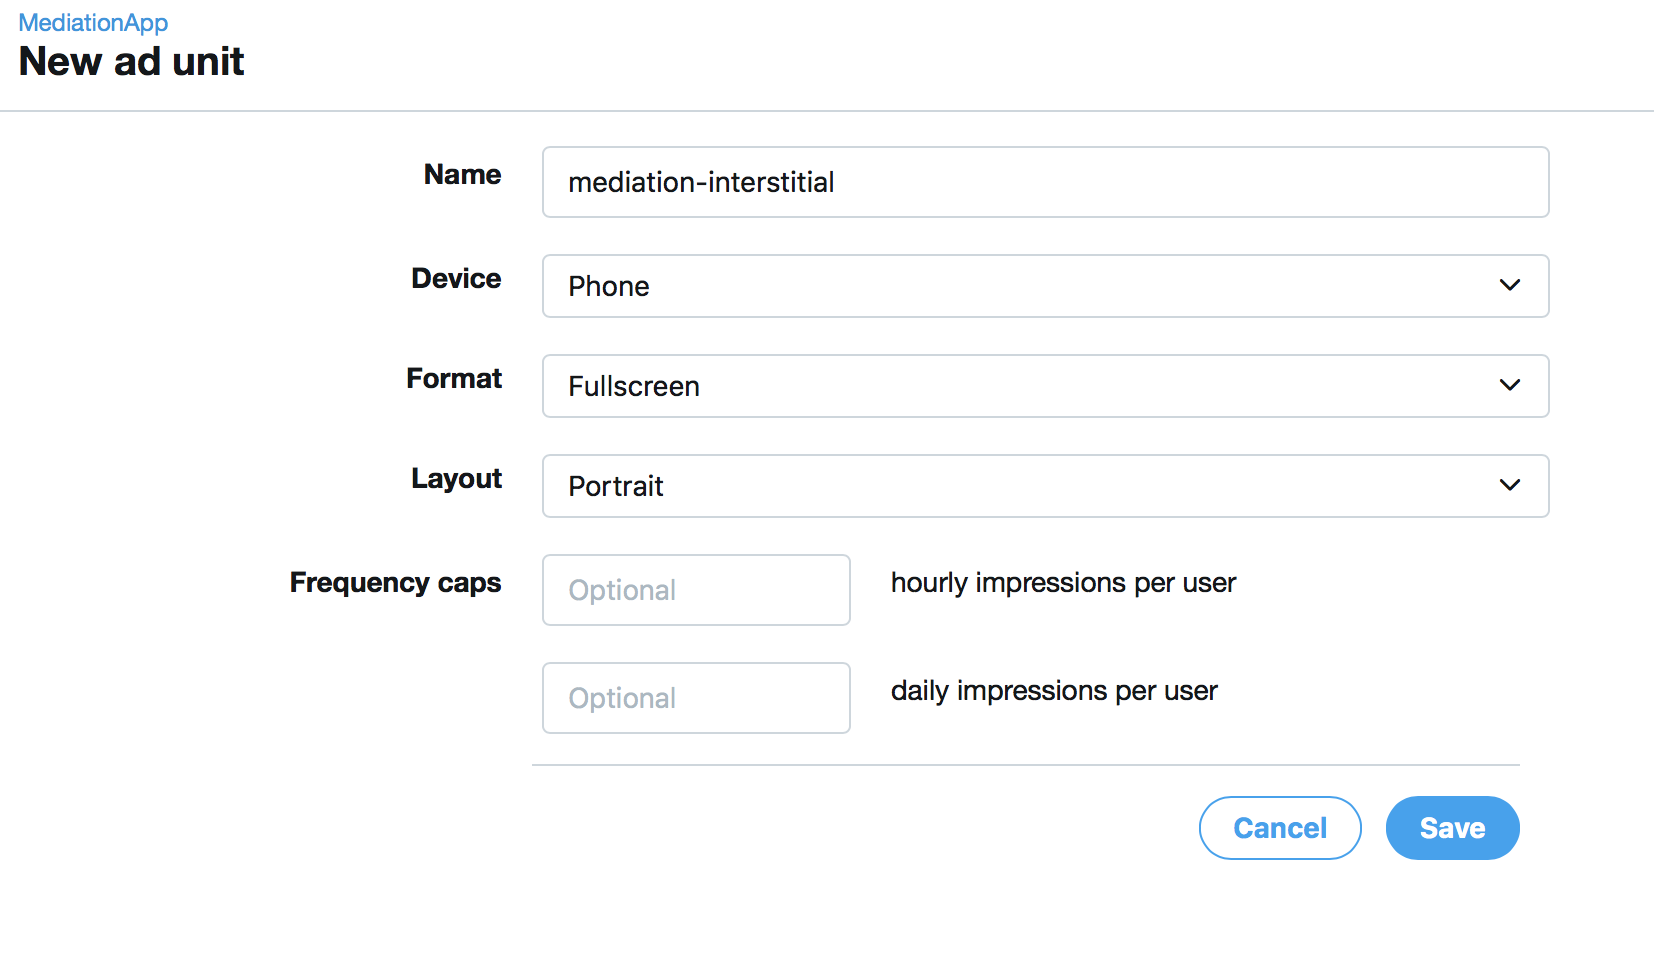 MediationApp
New ad unit
Name
mediation-interstitial
Device
Phone
Format
Fullscreen
Layout
Portrait
Frequency caps
Optional
hourly impressions per user
Optional
daily impressions per user
Cancel
Save